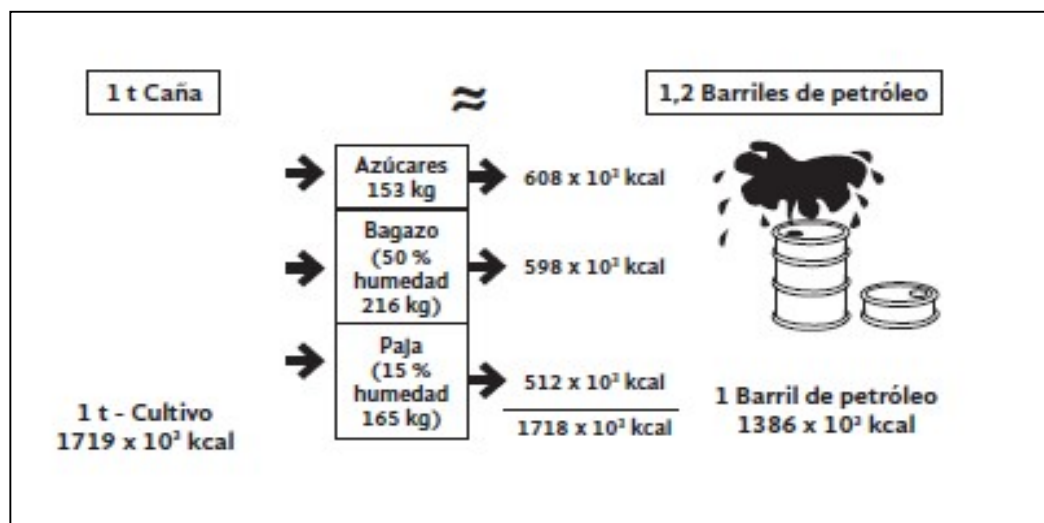 1 t Caña
≈
1,2 Barriles de petróleo
Azúcares
153 kg
608 x 10³ kcal
Bagazo
(50 %
humedad
216 kg)
598 x 10³ kcal
Paja
(15 %
humedad
165 kg)
512 x 10³ kcal
1718 x 10³ kcal
1 t - Cultivo
1719 x 10³ kcal
1 Barril de petróleo
1386 x 10³ kcal